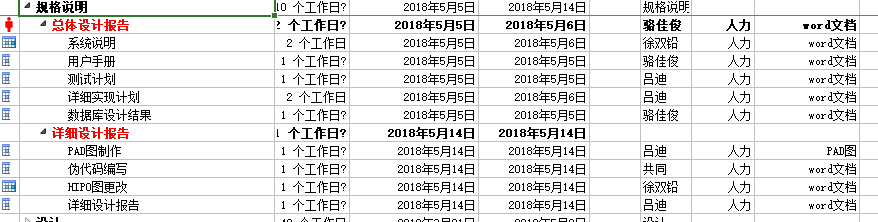 规格说明 10 个工作日? 2018年5月5日 2018年5月14日 规格说明
总体设计报告 2 个工作日? 2018年5月5日 2018年5月6日 骆佳俊 人力 word文档
系统说明 2 个工作日? 2018年5月5日 2018年5月6日 徐双铅 人力 word文档
用户手册 1 个工作日? 2018年5月5日 2018年5月5日 骆佳俊 人力 word文档
测试计划 1 个工作日? 2018年5月5日 2018年5月5日 吕迪 人力 word文档
详细实现计划 2 个工作日 2018年5月5日 2018年5月6日 吕迪 人力 word文档
数据库设计结果 1 个工作日? 2018年5月5日 2018年5月5日 骆佳俊 人力 word文档
详细设计报告 1 个工作日? 2018年5月14日 2018年5月14日
PAD图制作 1 个工作日? 2018年5月14日 2018年5月14日 吕迪 人力 PAD图
伪代码编写 1 个工作日? 2018年5月14日 2018年5月14日 共同 人力 word文档
HIPO图更改 1 个工作日? 2018年5月14日 2018年5月14日 徐双铅 人力 word文档
详细设计报告 1 个工作日? 2018年5月14日 2018年5月14日 吕迪 人力 word文档